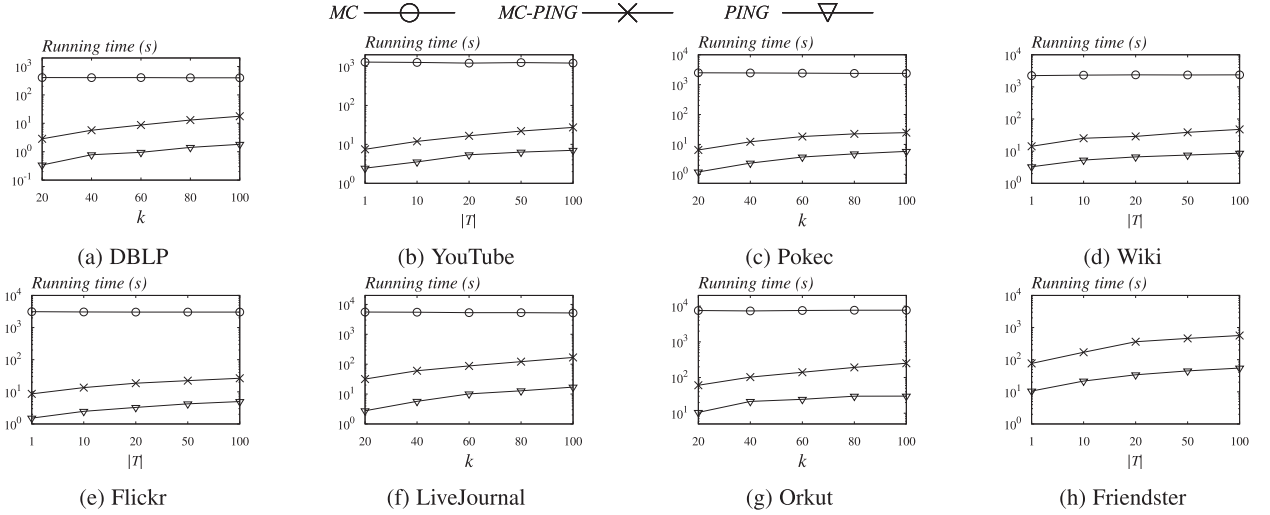 MC MC-PING PING
Running time (s) Running time (s) Running time (s) Running time (s)
10^3 10^2 10^1 10^0 10^-1
20 40 60 80 100
k
(a) DBLP
10^3 10^2 10^1 10^0
1 10 20 50 100
|T|
(b) YouTube
10^4 10^3 10^2 10^1 10^0
20 40 60 80 100
k
(c) Pokec
10^4 10^3 10^2 10^1 10^0
1 10 20 50 100
|T|
(d) Wiki
Running time (s) Running time (s) Running time (s) Running time (s)
10^4 10^3 10^2 10^1 10^0
1 10 20 50 100
|T|
(e) Flickr
10^4 10^3 10^2 10^1 10^0
20 40 60 80 100
k
(f) LiveJournal
10^4 10^3 10^2 10^1
20 40 60 80 100
k
(g) Orkut
10^4 10^3 10^2 10^1 10^0
1 10 20 50 100
|T|
(h) Friendster